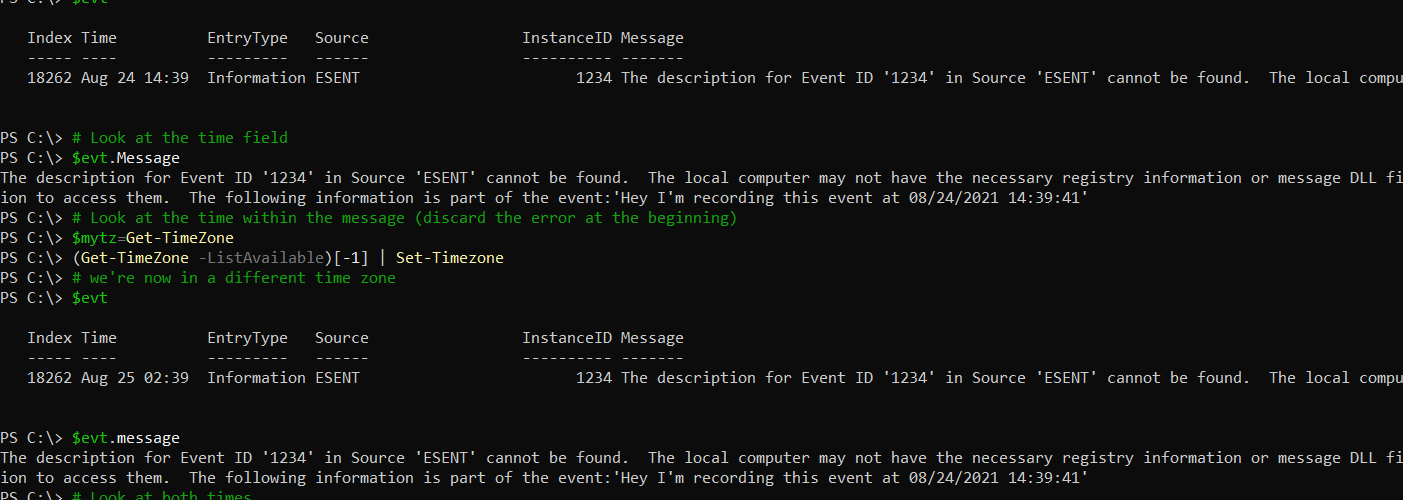 PS C:\> $evt
Index Time EntryType Source InstanceID Message
----- ---- --------- ------ ---------- -------
18262 Aug 24 14:39 Information ESENT 1234 The description for Event ID '1234' in Source 'ESENT' cannot be found. The local compu
PS C:\> # Look at the time field
PS C:\> $evt.Message
The description for Event ID '1234' in Source 'ESENT' cannot be found. The local computer may not have the necessary registry information or message DLL fi
ion to access them. The following information is part of the event:'Hey I'm recording this event at 08/24/2021 14:39:41'
PS C:\> # Look at the time within the message (discard the error at the beginning)
PS C:\> $mytz=Get-TimeZone
PS C:\> (Get-TimeZone -ListAvailable)[-1] | Set-Timezone
PS C:\> # we're now in a different time zone
PS C:\> $evt
Index Time EntryType Source InstanceID Message
----- ---- --------- ------ ---------- -------
18262 Aug 25 02:39 Information ESENT 1234 The description for Event ID '1234' in Source 'ESENT' cannot be found. The local compu
PS C:\> $evt.message
The description for Event ID '1234' in Source 'ESENT' cannot be found. The local computer may not have the necessary registry information or message DLL fi
ion to access them. The following information is part of the event:'Hey I'm recording this event at 08/24/2021 14:39:41'
PS C:\> # Look at both times